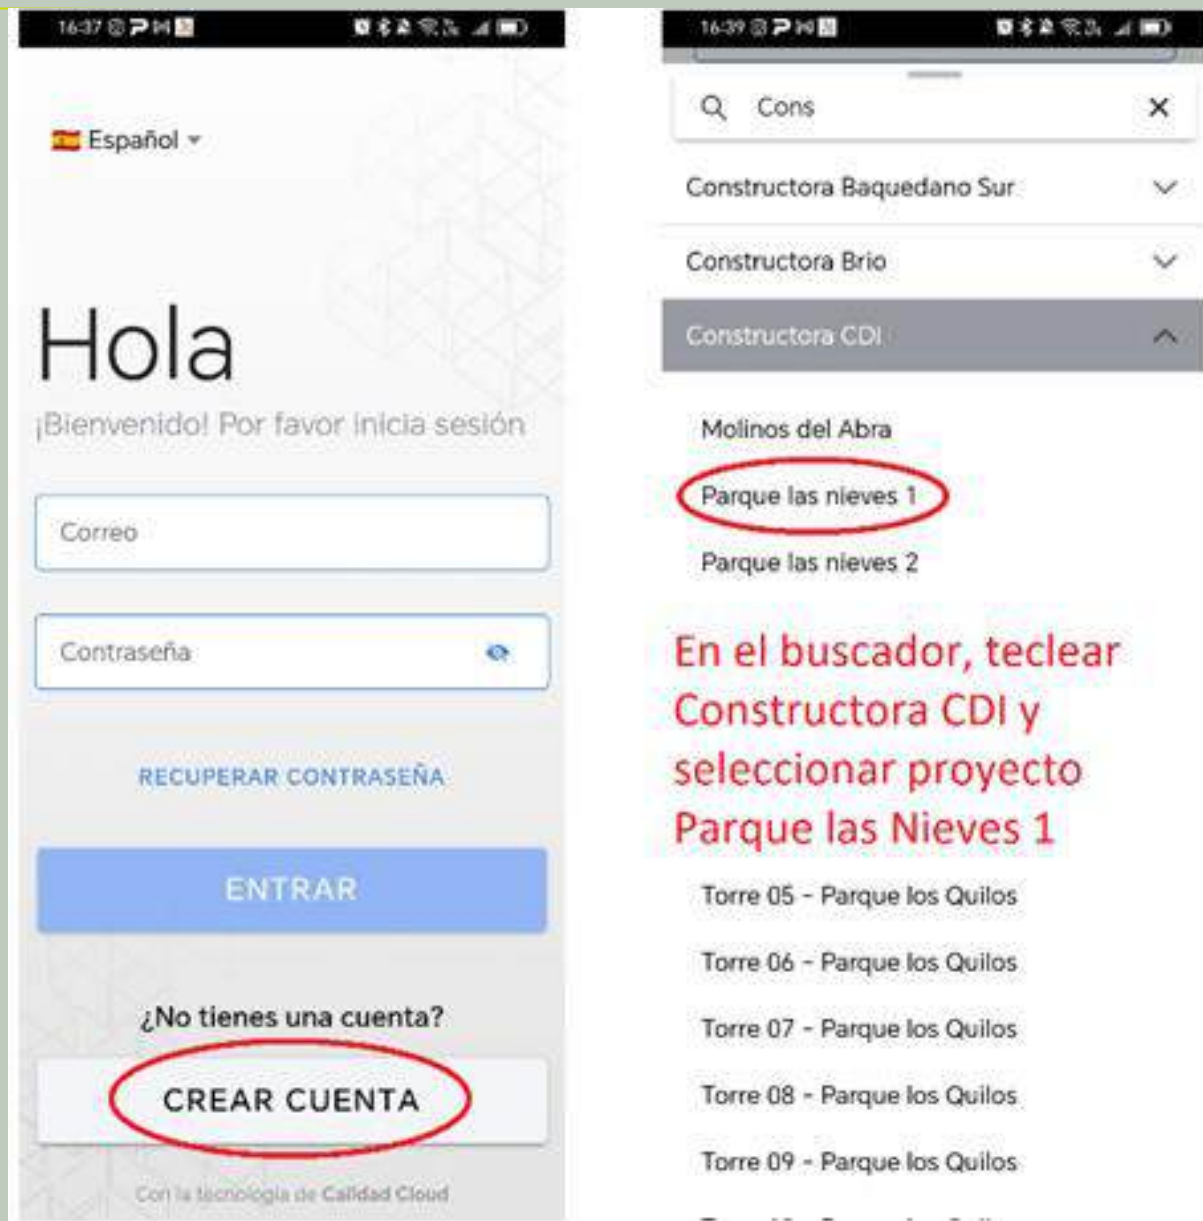 16:37
Español
Hola
¡Bienvenido! Por favor inicia sesión
Correo
Contraseña
RECUPERAR CONTRASEÑA
ENTRAR
¿No tienes una cuenta?
CREAR CUENTA
Con la tecnología de Calidad Cloud
16:39
Cons
Constructora Baquedano Sur
Constructora Brio
Constructora CDI
Molinos del Abra
Parque las nieves 1
Parque las nieves 2
En el buscador, teclear
Constructora CDI y
seleccionar proyecto
Parque las Nieves 1
Torre 05 - Parque los Quilos
Torre 06 - Parque los Quilos
Torre 07 - Parque los Quilos
Torre 08 - Parque los Quilos
Torre 09 - Parque los Quilos